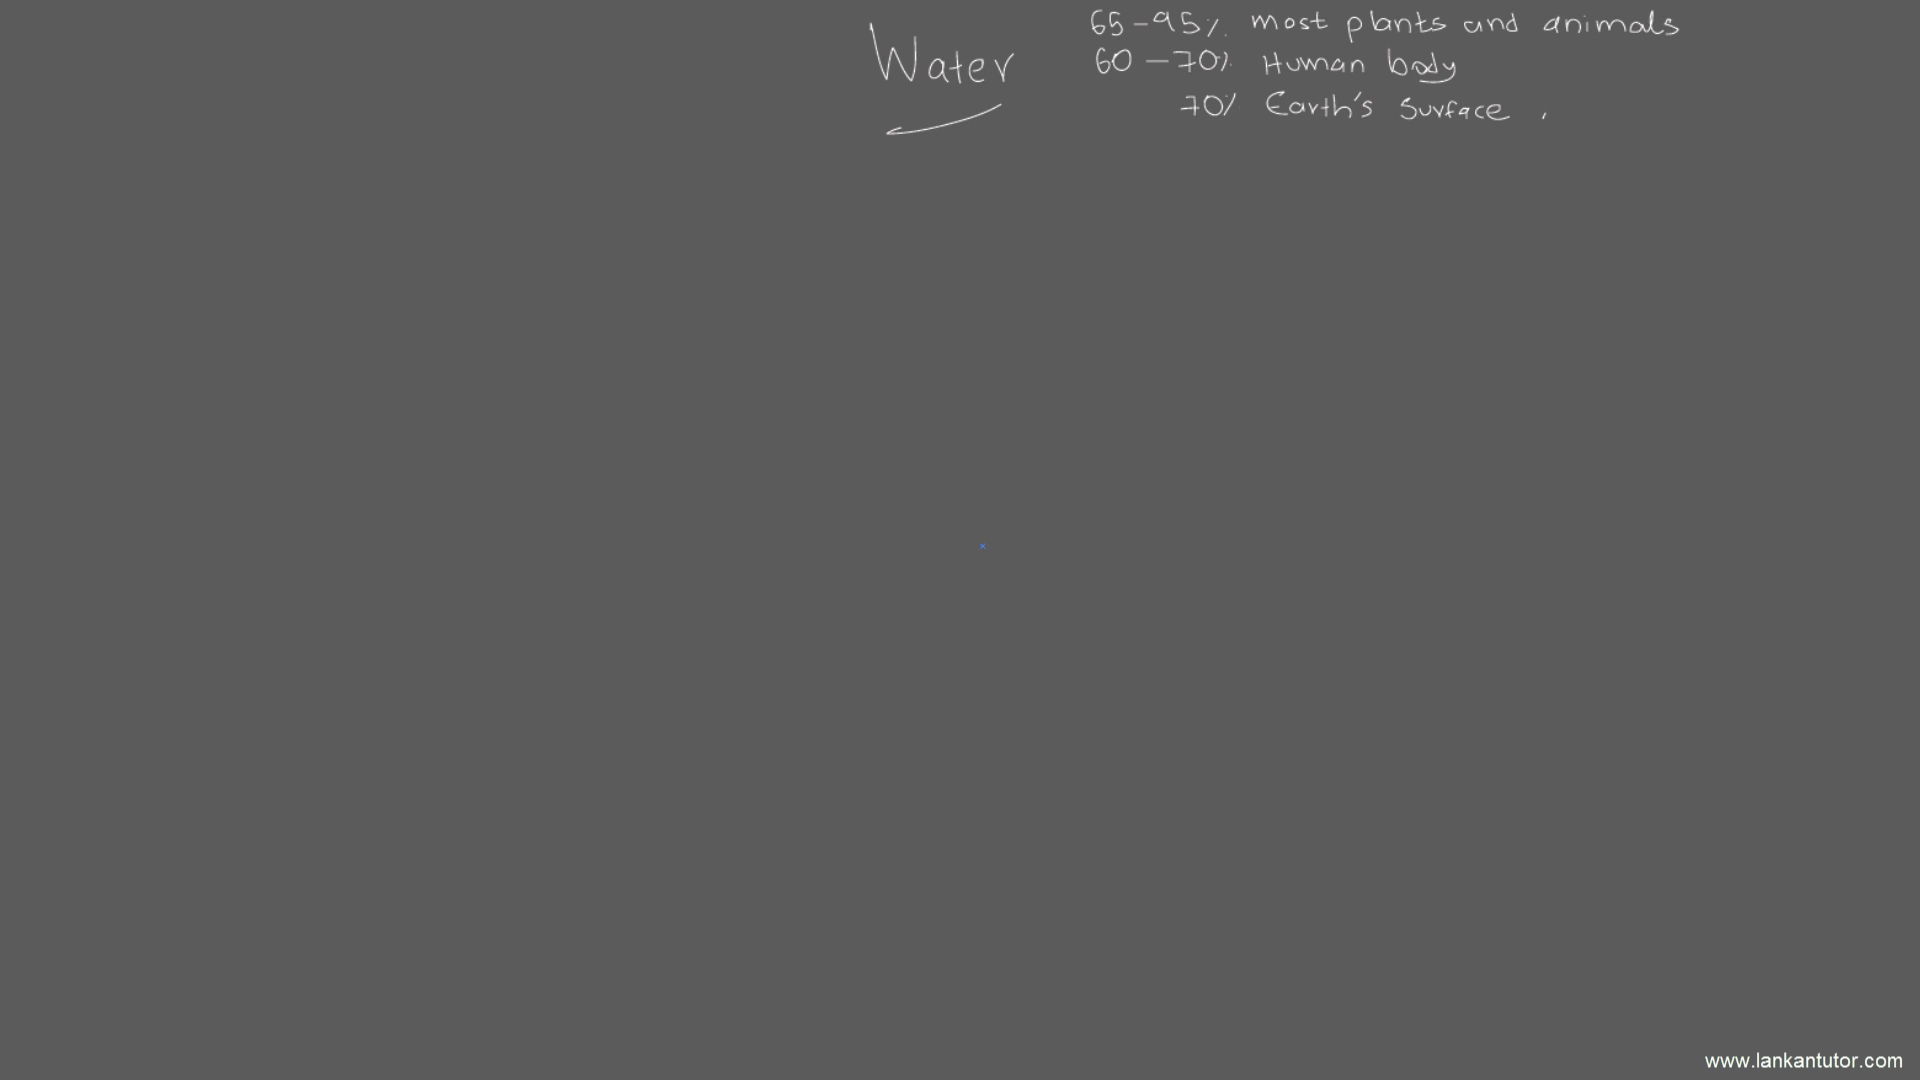 Water
65-95% most plants and animals
60-70% Human body
70% Earth's Surface.
www.lankantutor.com